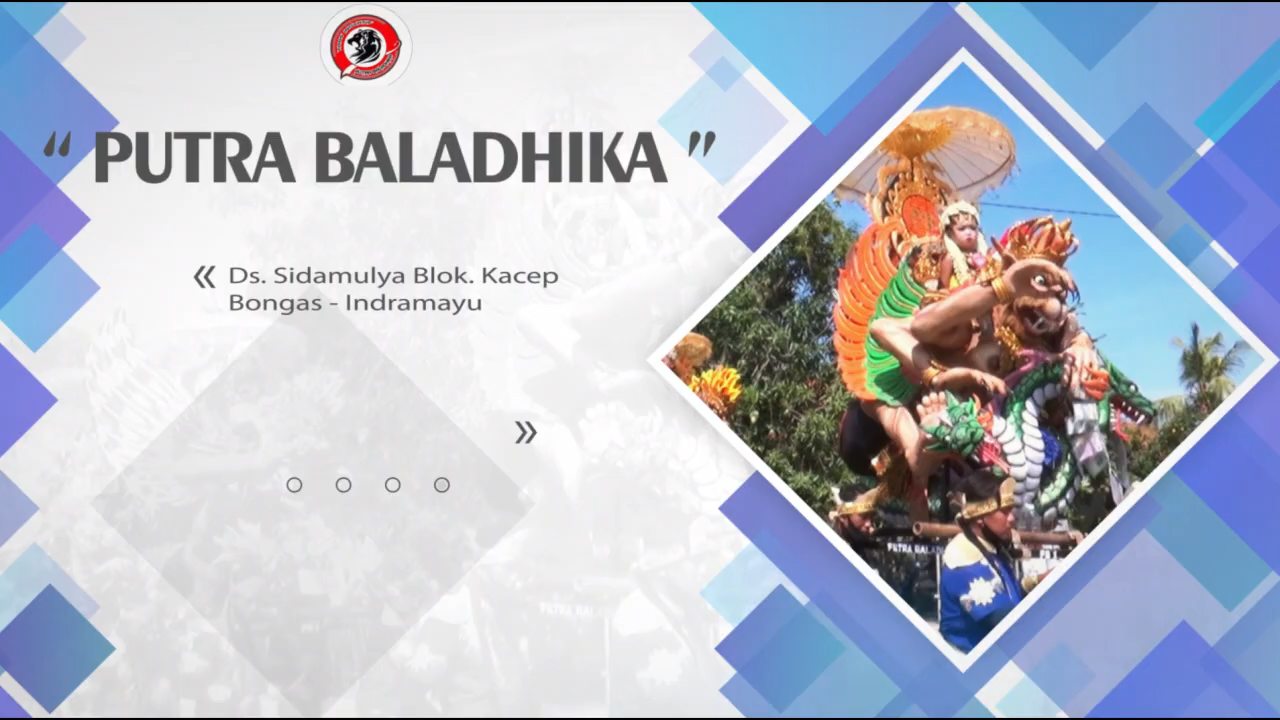 “ PUTRA BALADHIKA ”
« Ds. Sidamulya Blok. Kacep
Bongas - Indramayu
»